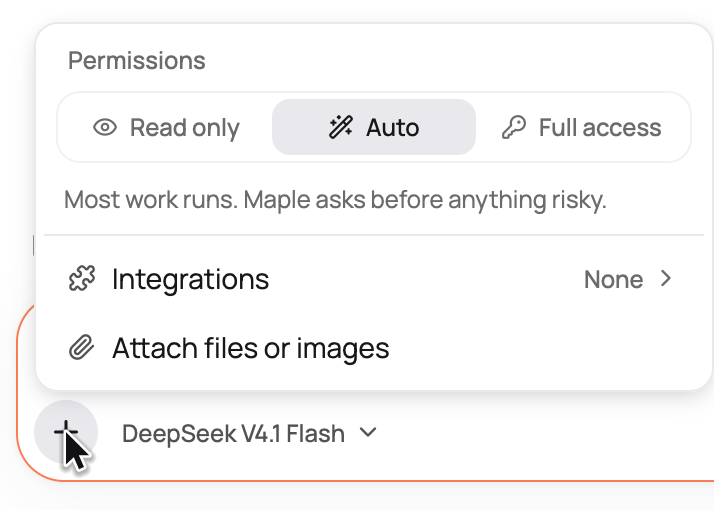 Permissions
Read only
Auto
Full access
Most work runs. Maple asks before anything risky.
Integrations
None
Attach files or images
DeepSeek V4.1 Flash